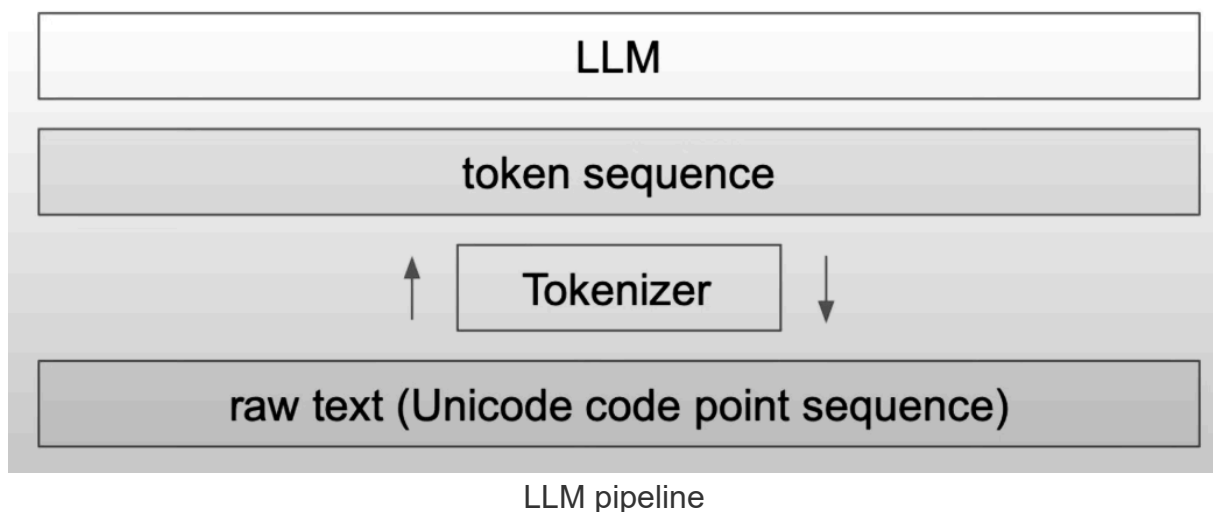 LLM
token sequence
Tokenizer
raw text (Unicode code point sequence)
LLM pipeline